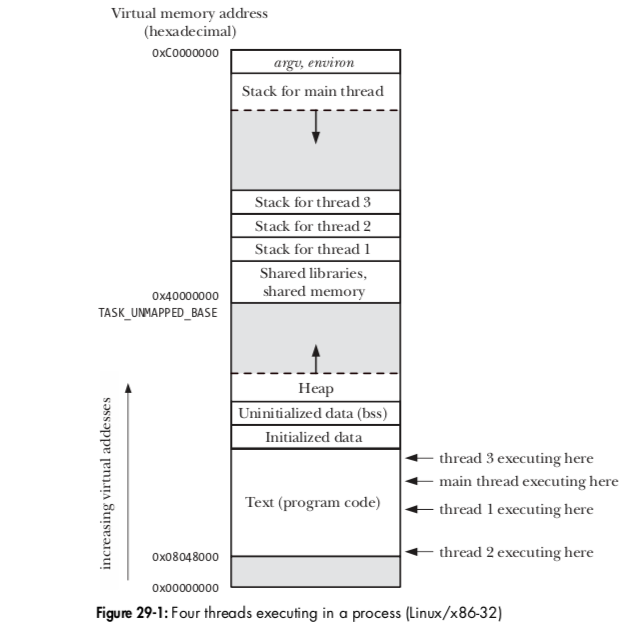 Virtual memory address
(hexadecimal)
0xC0000000
argv, environ
Stack for main thread
Stack for thread 3
Stack for thread 2
Stack for thread 1
Shared libraries,
shared memory
0x40000000
TASK_UNMAPPED_BASE
Heap
Uninitialized data (bss)
Initialized data
thread 3 executing here
main thread executing here
Text (program code)
thread 1 executing here
thread 2 executing here
increasing virtual addesses
0x08048000
0x00000000
Figure 29-1: Four threads executing in a process (Linux/x86-32)